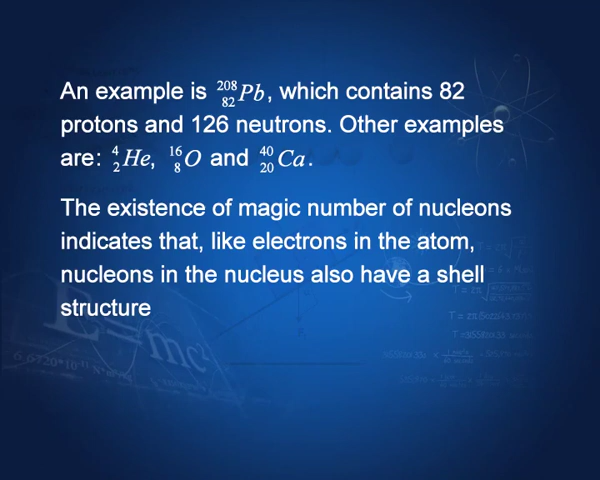 An example is ²⁰⁸₈₂Pb, which contains 82
protons and 126 neutrons. Other examples
are: ⁴₂He, ¹⁶₈O and ⁴⁰₂₀Ca.
The existence of magic number of nucleons
indicates that, like electrons in the atom,
nucleons in the nucleus also have a shell
structure
E=mc²